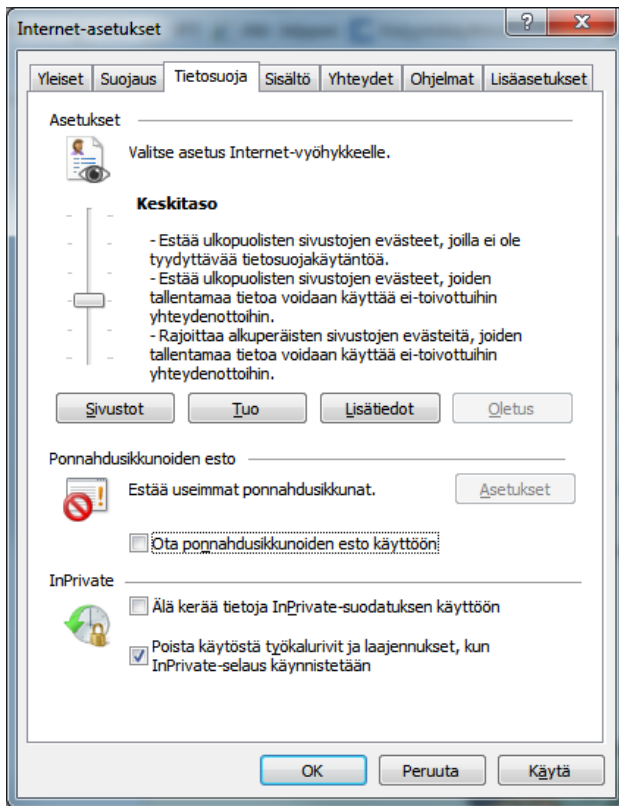 Internet-asetukset
Yleiset Suojaus Tietosuoja Sisältö Yhteydet Ohjelmat Lisäasetukset
Asetukset
Valitse asetus Internet-vyöhykkeelle.
Keskitaso
- Estää ulkopuolisten sivustojen evästeet, joilla ei ole
tyydyttävää tietosuojakäytäntöä.
- Estää ulkopuolisten sivustojen evästeet, joiden
tallentamaa tietoa voidaan käyttää ei-toivottuihin
yhteydenottoihin.
- Rajoittaa alkuperäisten sivustojen evästeitä, joiden
tallentamaa tietoa voidaan käyttää ei-toivottuihin
yhteydenottoihin.
Sivustot Tuo Lisätiedot Oletus
Ponnahdusikkunoiden esto
Estää useimmat ponnahdusikkunat. Asetukset
Ota ponnahdusikkunoiden esto käyttöön
InPrivate
Älä kerää tietoja InPrivate-suodatuksen käyttöön
Poista käytöstä työkalurivit ja laajennukset, kun
InPrivate-selaus käynnistetään
OK Peruuta Käytä